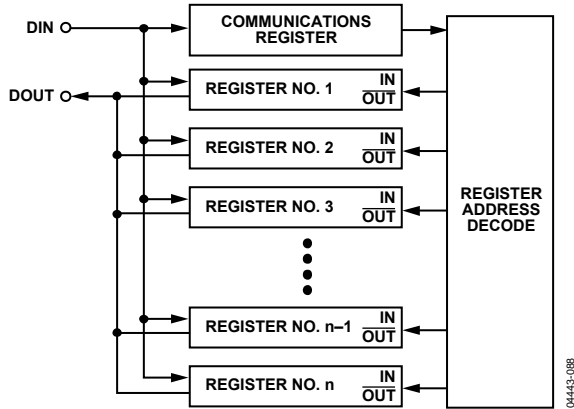 DIN
COMMUNICATIONS
REGISTER
DOUT
REGISTER NO. 1
IN
OUT
REGISTER NO. 2
IN
OUT
REGISTER NO. 3
IN
OUT
REGISTER
ADDRESS
DECODE
REGISTER NO. n–1
IN
OUT
REGISTER NO. n
IN
OUT
04443-088